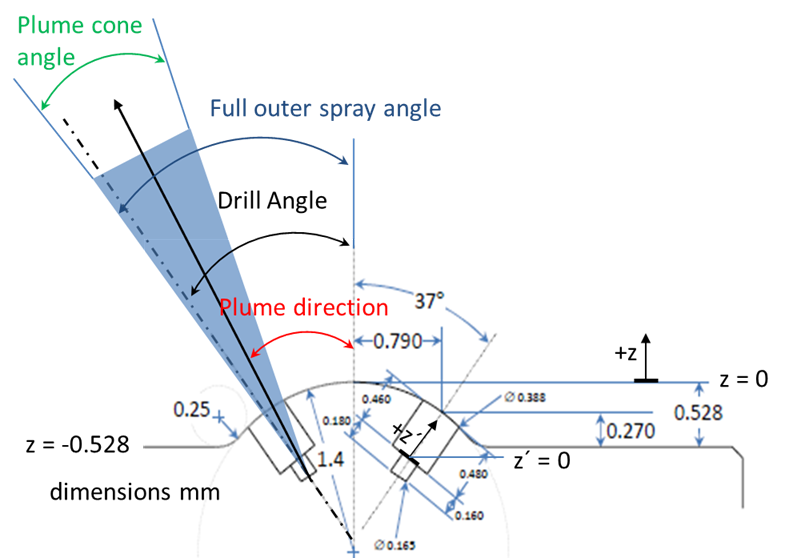 Plume cone
angle
Full outer spray angle
Drill Angle
Plume direction
37°
0.790
+z
z = 0
0.460
Ø 0.388
0.25
0.180
0.528
+z´
0.270
z = -0.528
1.4
z´ = 0
0.480
dimensions mm
0.160
Ø 0.165